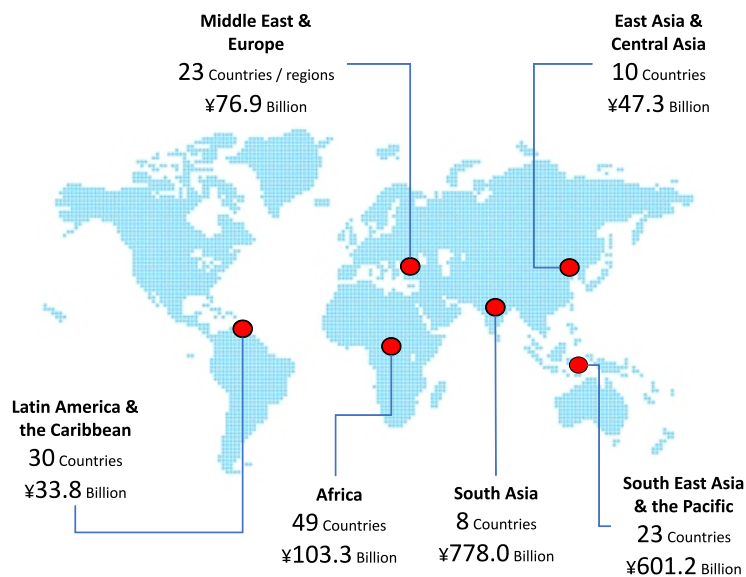 Middle East &
Europe
23 Countries / regions
¥76.9 Billion
East Asia &
Central Asia
10 Countries
¥47.3 Billion
Latin America &
the Caribbean
30 Countries
¥33.8 Billion
Africa
49 Countries
¥103.3 Billion
South Asia
8 Countries
¥778.0 Billion
South East Asia
& the Pacific
23 Countries
¥601.2 Billion